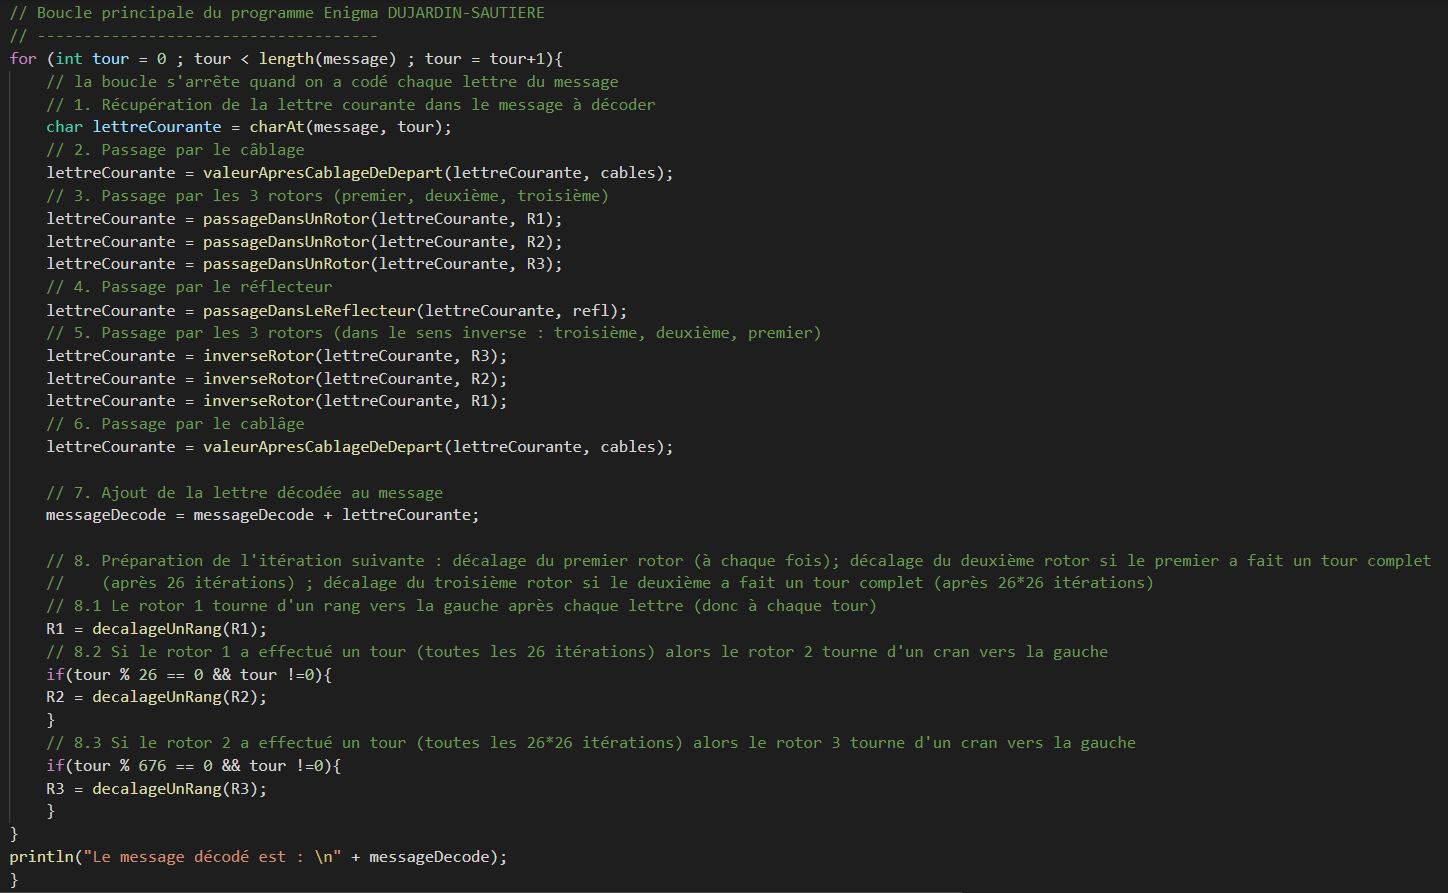 // Boucle principale du programme Enigma DUJARDIN-SAUTIERE
// -------------------------------------
for (int tour = 0 ; tour < length(message) ; tour = tour+1){
    // la boucle s'arrête quand on a codé chaque lettre du message
    // 1. Récupération de la lettre courante dans le message à décoder
    char lettreCourante = charAt(message, tour);
    // 2. Passage par le câblage
    lettreCourante = valeurApresCablageDeDepart(lettreCourante, cables);
    // 3. Passage par les 3 rotors (premier, deuxième, troisième)
    lettreCourante = passageDansUnRotor(lettreCourante, R1);
    lettreCourante = passageDansUnRotor(lettreCourante, R2);
    lettreCourante = passageDansUnRotor(lettreCourante, R3);
    // 4. Passage par le réflecteur
    lettreCourante = passageDansLeReflecteur(lettreCourante, refl);
    // 5. Passage par les 3 rotors (dans le sens inverse : troisième, deuxième, premier)
    lettreCourante = inverseRotor(lettreCourante, R3);
    lettreCourante = inverseRotor(lettreCourante, R2);
    lettreCourante = inverseRotor(lettreCourante, R1);
    // 6. Passage par le cablâge
    lettreCourante = valeurApresCablageDeDepart(lettreCourante, cables);

    // 7. Ajout de la lettre décodée au message
    messageDecode = messageDecode + lettreCourante;

    // 8. Préparation de l'itération suivante : décalage du premier rotor (à chaque fois); décalage du deuxième rotor si le premier a fait un tour complet
    //    (après 26 itérations) ; décalage du troisième rotor si le deuxième a fait un tour complet (après 26*26 itérations)
    // 8.1 Le rotor 1 tourne d'un rang vers la gauche après chaque lettre (donc à chaque tour)
    R1 = decalageUnRang(R1);
    // 8.2 Si le rotor 1 a effectué un tour (toutes les 26 itérations) alors le rotor 2 tourne d'un cran vers la gauche
    if(tour % 26 == 0 && tour !=0){
    R2 = decalageUnRang(R2);
    }
    // 8.3 Si le rotor 2 a effectué un tour (toutes les 26*26 itérations) alors le rotor 3 tourne d'un cran vers la gauche
    if(tour % 676 == 0 && tour !=0){
    R3 = decalageUnRang(R3);
    }
}
println("Le message décodé est : \n" + messageDecode);
}